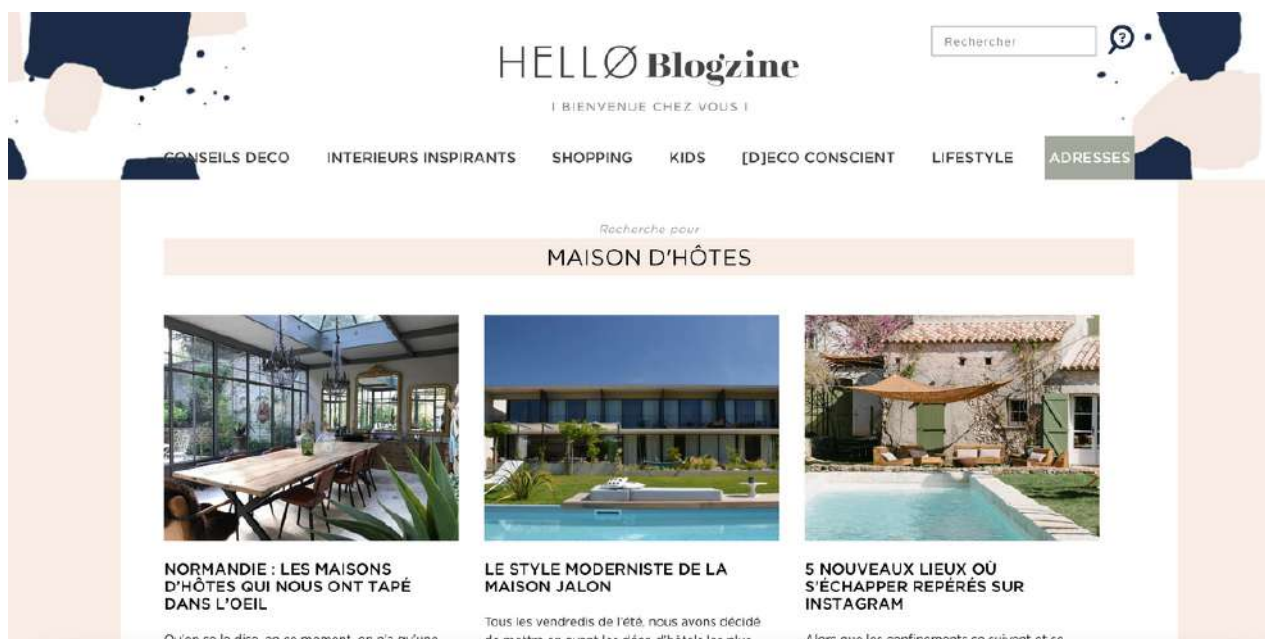 Rechercher
HELLØ Blogzine
I BIENVENUE CHEZ VOUS I
CONSEILS DECO INTERIEURS INSPIRANTS SHOPPING KIDS [D]ECO CONSCIENT LIFESTYLE ADRESSES
Recherche pour
MAISON D'HÔTES
NORMANDIE : LES MAISONS
D'HÔTES QUI NOUS ONT TAPÉ
DANS L'OEIL
LE STYLE MODERNISTE DE LA
MAISON JALON
Tous les vendredis de l'été, nous avons décidé
5 NOUVEAUX LIEUX OÙ
S'ÉCHAPPER REPÉRÉS SUR
INSTAGRAM